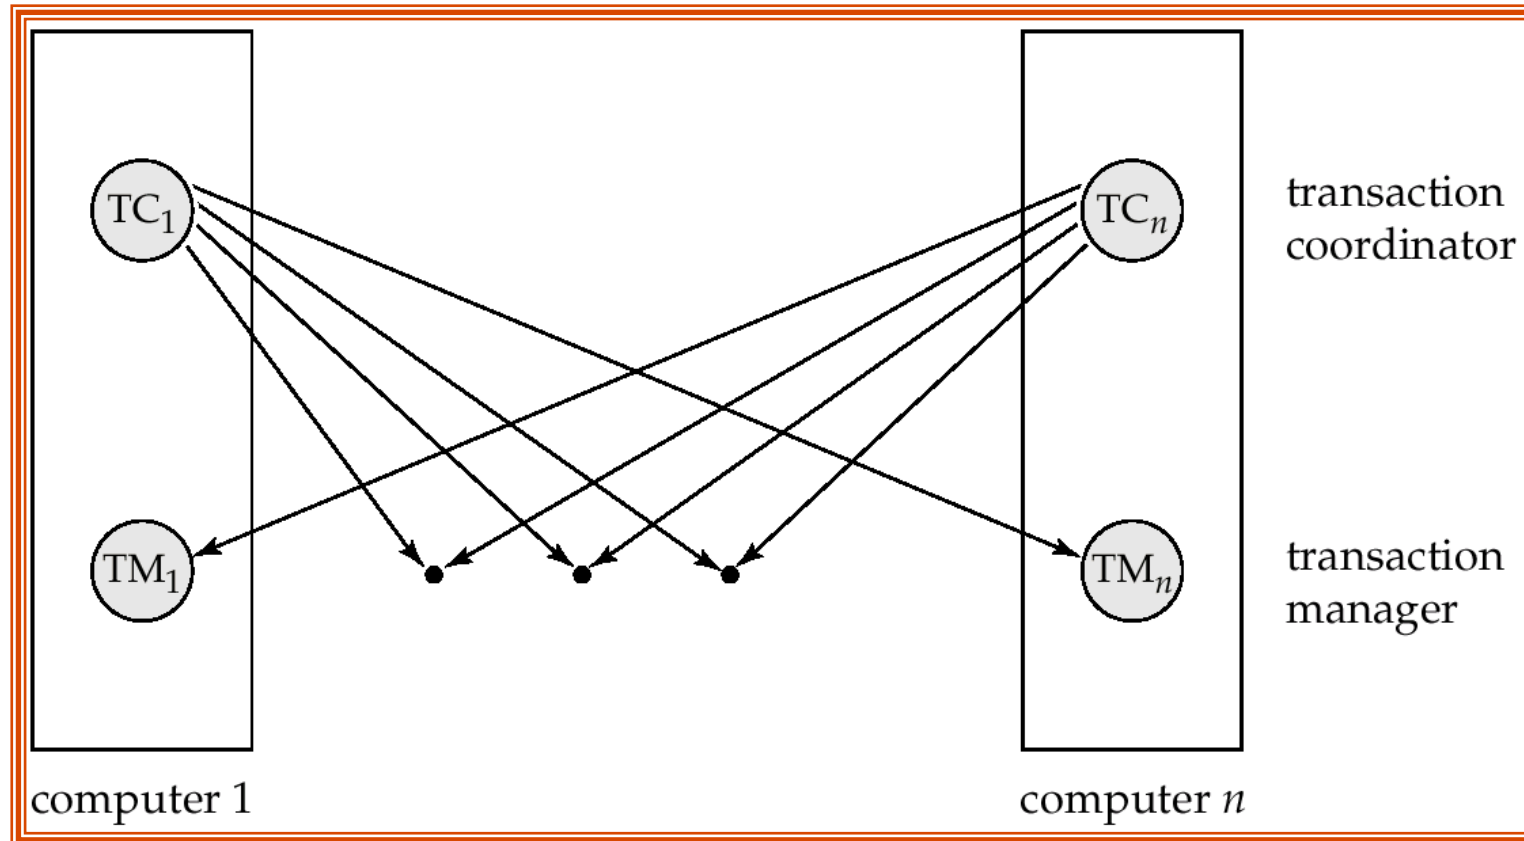 TC1
TCn
transaction
coordinator
TM1
TMn
transaction
manager
computer 1
computer n